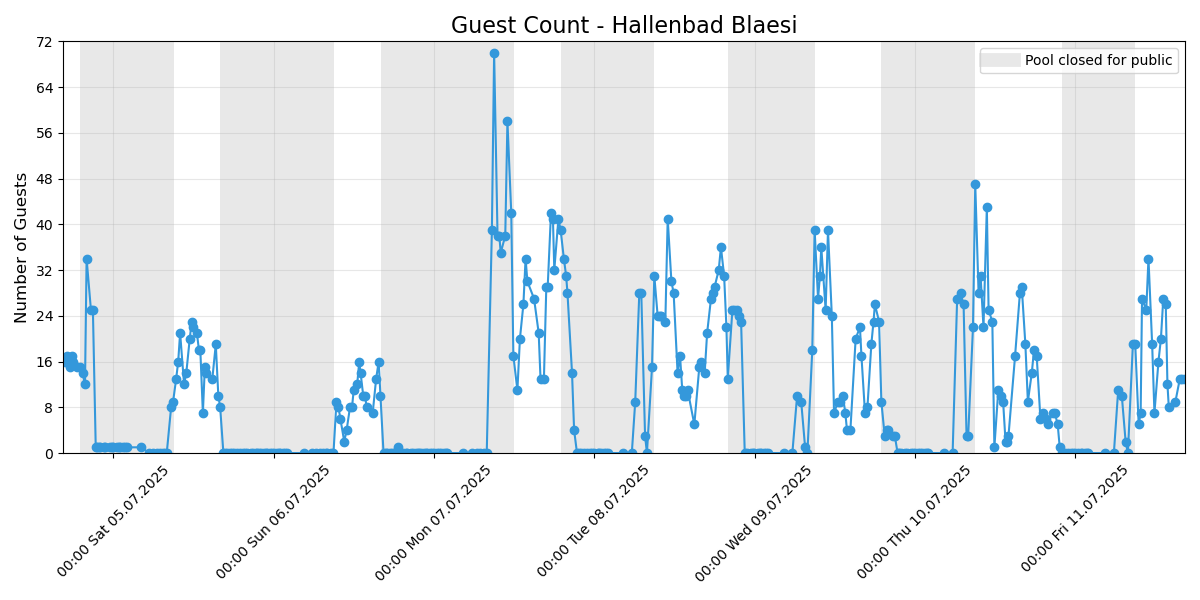 Guest Count - Hallenbad Blaesi
Pool closed for public
Number of Guests
72
64
56
48
40
32
24
16
8
0
00:00 Sat 05.07.2025
00:00 Sun 06.07.2025
00:00 Mon 07.07.2025
00:00 Tue 08.07.2025
00:00 Wed 09.07.2025
00:00 Thu 10.07.2025
00:00 Fri 11.07.2025